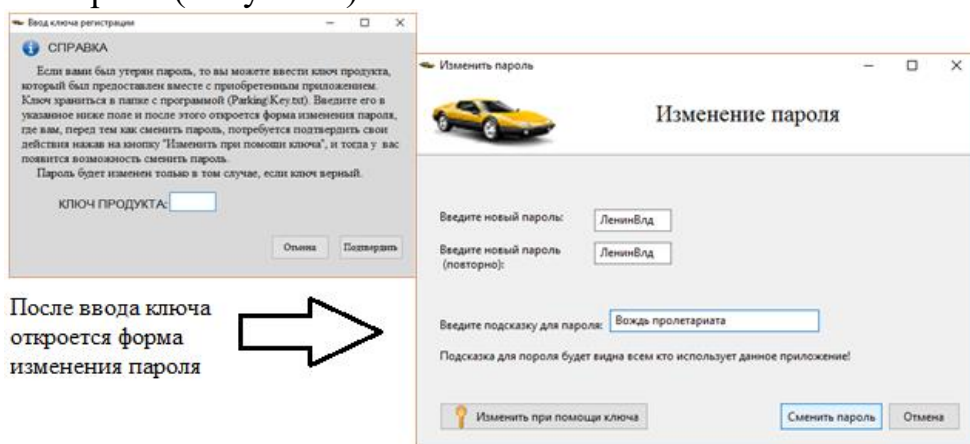 Ввод ключа регистрации
СПРАВКА
Если вами был утерян пароль, то вы можете ввести ключ продукта,
который был предоставлен вместе с приобретенным приложением.
Ключ храниться в папке с программой (Parking\Key.txt). Введите его в
указанное ниже поле и после этого откроется форма изменения пароля,
где вам, перед тем как сменить пароль, потребуется подтвердить свои
действия нажав на кнопку "Изменить при помощи ключа", и тогда у вас
появится возможность сменить пароль.
Пароль будет изменен только в том случае, если ключ верный.
КЛЮЧ ПРОДУКТА:
Отмена Подтвердить
После ввода ключа
откроется форма
изменения пароля
Изменить пароль
Изменение пароля
Введите новый пароль: ЛенинВлд
Введите новый пароль
(повторно): ЛенинВлд
Введите подсказку для пароля: Вождь пролетариата
Подсказка для пороля будет видна всем кто использует данное приложение!
Изменить при помощи ключа Сменить пароль Отмена